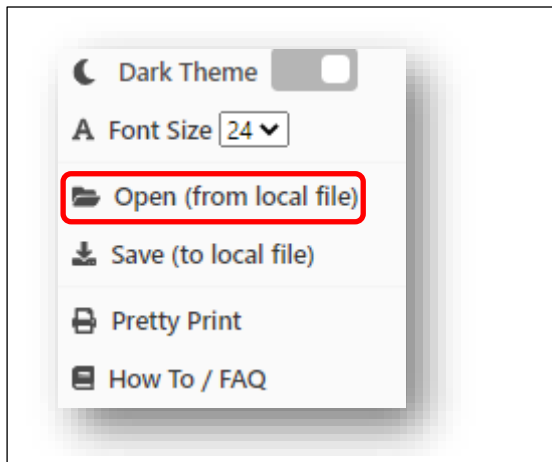 Dark Theme
A Font Size 24
Open (from local file)
Save (to local file)
Pretty Print
How To / FAQ